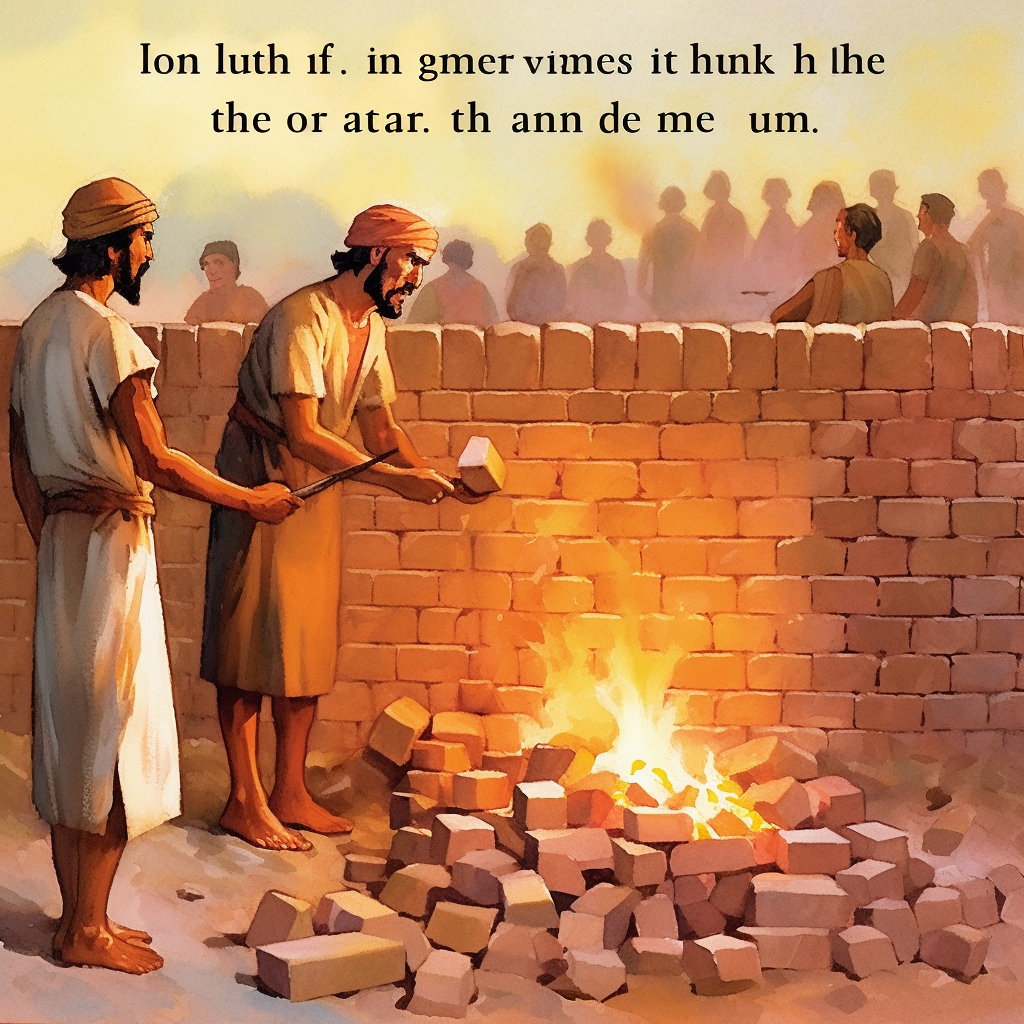 Ion luth ıf. in gmer vimes it hunk h lhe
the or atar. th ann de me um.